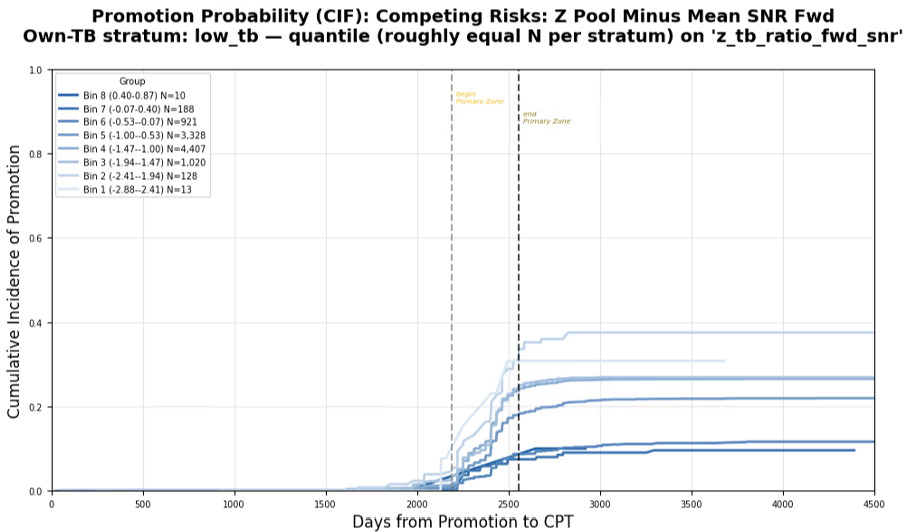 Promotion Probability (CIF): Competing Risks: Z Pool Minus Mean SNR Fwd
Own-TB stratum: low_tb — quantile (roughly equal N per stratum) on 'z_tb_ratio_fwd_snr'
Cumulative Incidence of Promotion
1.0
0.8
0.6
0.4
0.2
0.0
Group
Bin 8 (0.40-0.87) N=10
Bin 7 (-0.07-0.40) N=188
Bin 6 (-0.53--0.07) N=921
Bin 5 (-1.00--0.53) N=3,328
Bin 4 (-1.47--1.00) N=4,407
Bin 3 (-1.94--1.47) N=1,020
Bin 2 (-2.41--1.94) N=128
Bin 1 (-2.88--2.41) N=13
begin
Primary Zone
end
Primary Zone
0
500
1000
1500
2000
2500
3000
3500
4000
4500
Days from Promotion to CPT